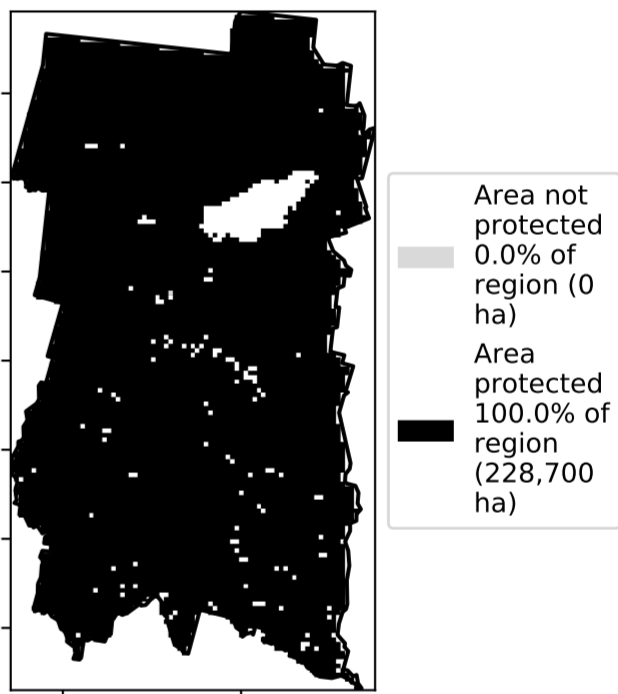 Area not
protected
0.0% of
region (0
ha)
Area
protected
100.0% of
region
(228,700
ha)